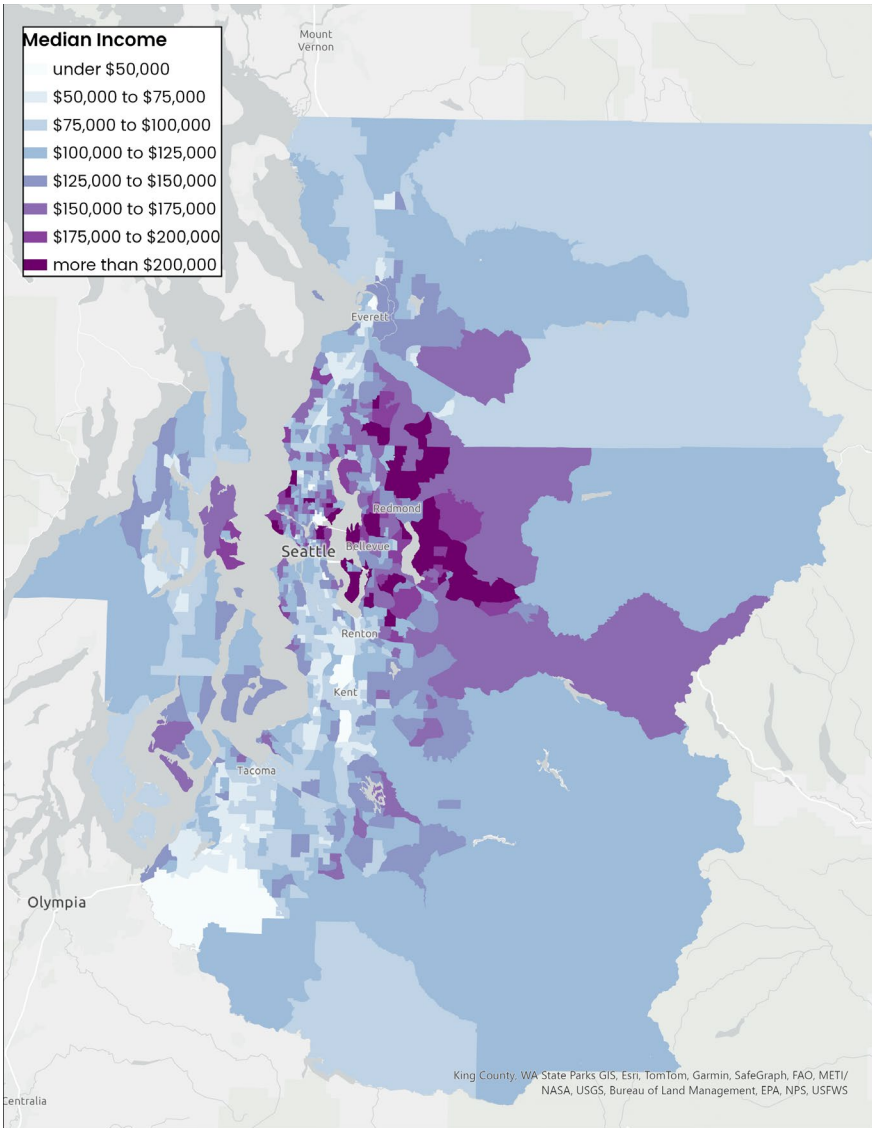 Median Income
under $50,000
$50,000 to $75,000
$75,000 to $100,000
$100,000 to $125,000
$125,000 to $150,000
$150,000 to $175,000
$175,000 to $200,000
more than $200,000
Mount
Vernon
Everett
Redmond
Seattle
Bellevue
Renton
Kent
Tacoma
Olympia
King County, WA State Parks GIS, Esri, TomTom, Garmin, SafeGraph, FAO, METI/
NASA, USGS, Bureau of Land Management, EPA, NPS, USFWS
Centralia